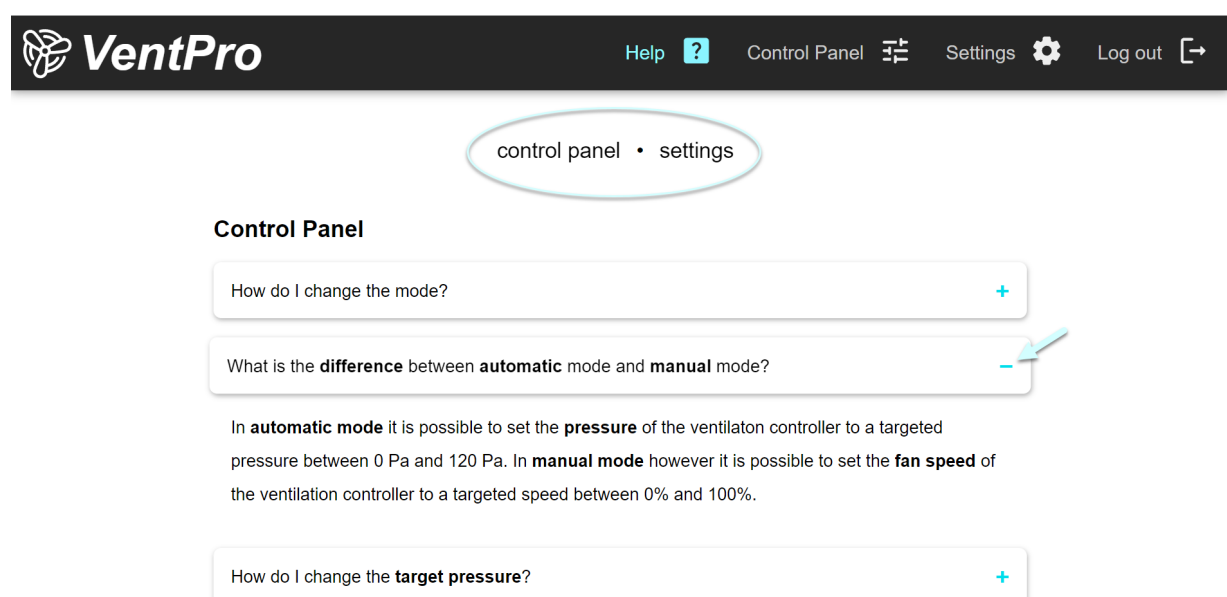 VentPro
Help ? Control Panel Settings Log out
control panel • settings
Control Panel
How do I change the mode? +
What is the difference between automatic mode and manual mode? −
In automatic mode it is possible to set the pressure of the ventilaton controller to a targeted
pressure between 0 Pa and 120 Pa. In manual mode however it is possible to set the fan speed of
the ventilation controller to a targeted speed between 0% and 100%.
How do I change the target pressure? +